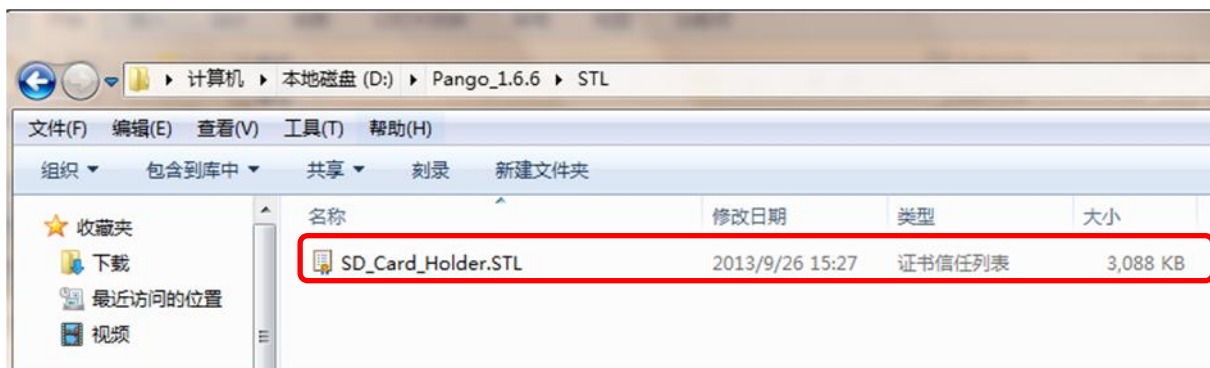 计算机 ▸ 本地磁盘 (D:) ▸ Pango_1.6.6 ▸ STL
文件(F) 编辑(E) 查看(V) 工具(T) 帮助(H)
组织 包含到库中 共享 刻录 新建文件夹
收藏夹
下载
最近访问的位置
视频
名称 修改日期 类型 大小
SD_Card_Holder.STL 2013/9/26 15:27 证书信任列表 3,088 KB